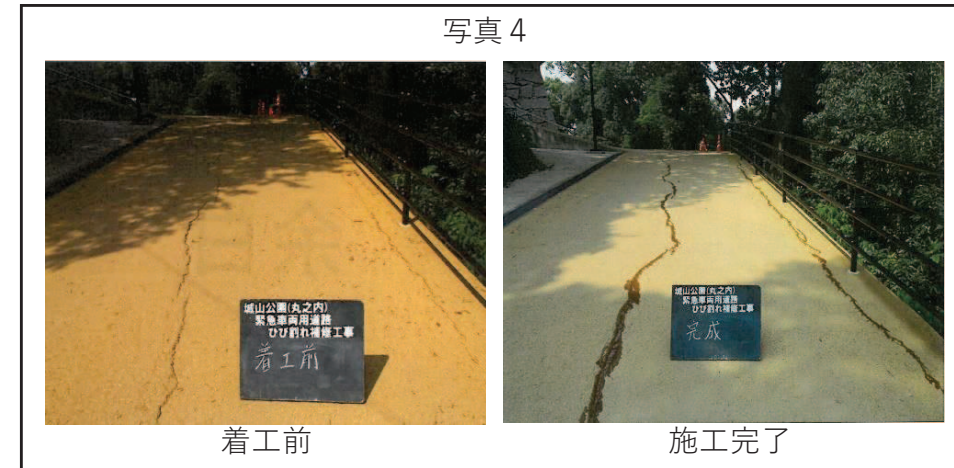 写真4
城山公園(丸之内)
緊急車両用道路
ひび割れ補修工事
着工前
城山公園(丸之内)
緊急車両用道路
ひび割れ補修工事
完成
着工前
施工完了